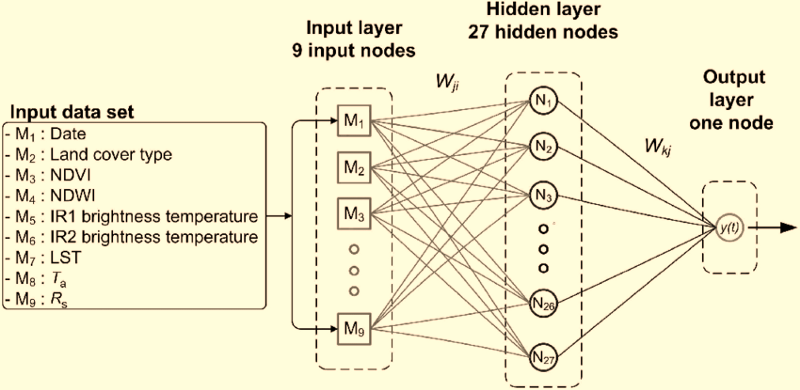 Input data set
- M1 : Date
- M2 : Land cover type
- M3 : NDVI
- M4 : NDWI
- M5 : IR1 brightness temperature
- M6 : IR2 brightness temperature
- M7 : LST
- M8 : Ta
- M9 : Rs
Input layer
9 input nodes
M1
M2
M3
M9
Wji
Hidden layer
27 hidden nodes
N1
N2
N3
N26
N27
Wkj
Output
layer
one node
y(t)